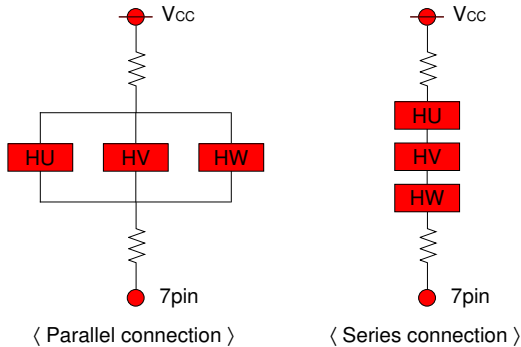 Vcc Vcc
HU
HU HV HW
HV
HW
7pin 7pin
〈 Parallel connection 〉 〈 Series connection 〉